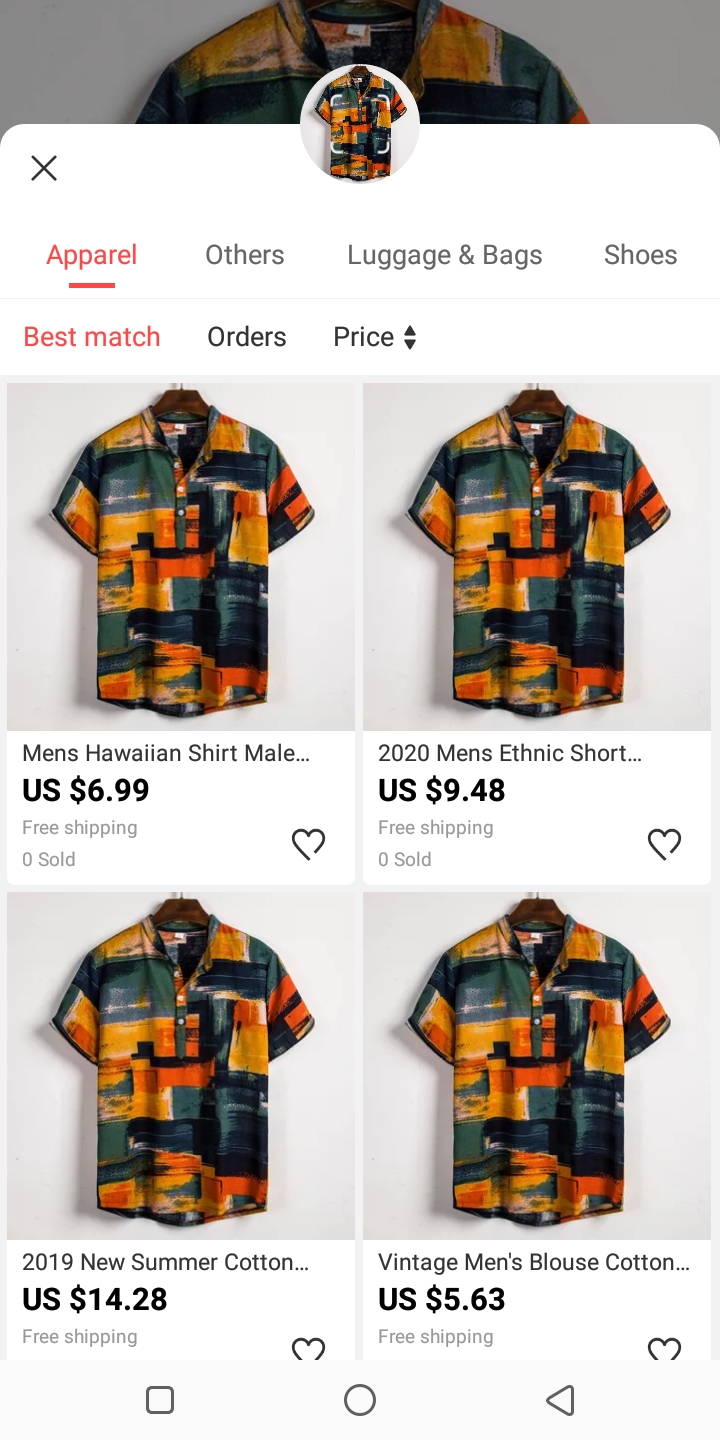 Apparel Others Luggage & Bags Shoes
Best match Orders Price
Mens Hawaiian Shirt Male...
US $6.99
Free shipping
0 Sold
2020 Mens Ethnic Short...
US $9.48
Free shipping
0 Sold
2019 New Summer Cotton...
US $14.28
Free shipping
Vintage Men's Blouse Cotton...
US $5.63
Free shipping